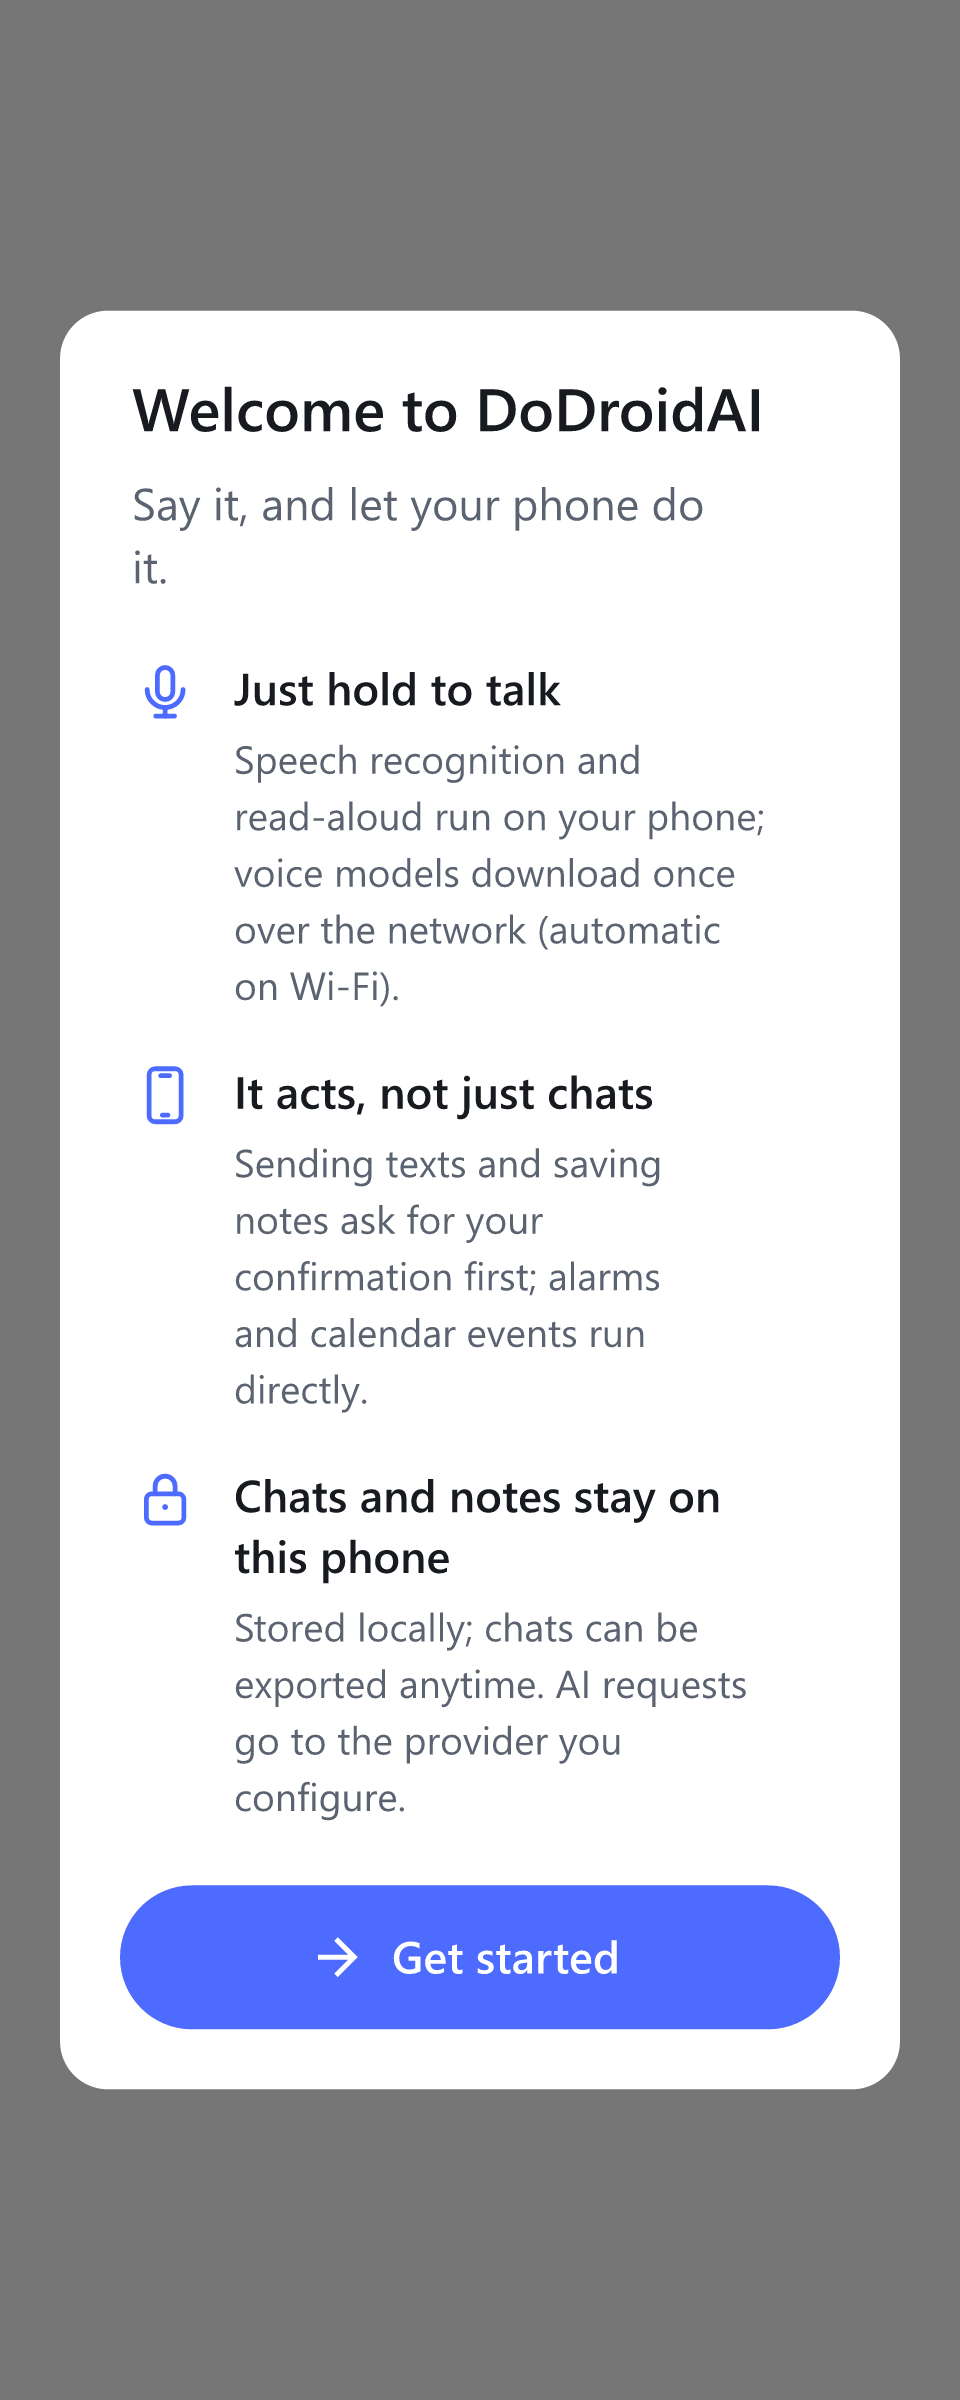 Welcome to DoDroidAI
Say it, and let your phone do
it.
Just hold to talk
Speech recognition and
read-aloud run on your phone;
voice models download once
over the network (automatic
on Wi-Fi).
It acts, not just chats
Sending texts and saving
notes ask for your
confirmation first; alarms
and calendar events run
directly.
Chats and notes stay on
this phone
Stored locally; chats can be
exported anytime. AI requests
go to the provider you
configure.
Get started